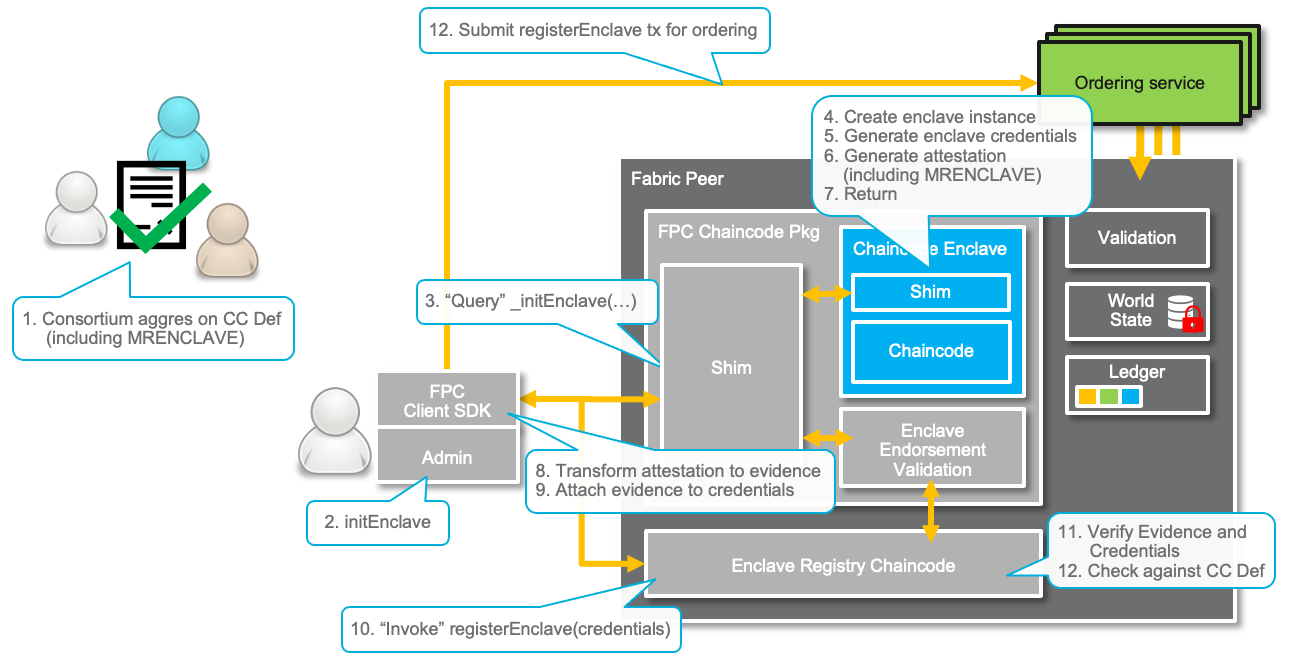 12. Submit registerEnclave tx for ordering
Ordering service
4. Create enclave instance
5. Generate enclave credentials
6. Generate attestation
(including MRENCLAVE)
7. Return
Fabric Peer
FPC Chaincode Pkg
Chaincode Enclave
Shim
Chaincode
Validation
World
State
Ledger
3. “Query” _initEnclave(…)
Shim
1. Consortium aggres on CC Def
(including MRENCLAVE)
FPC
Client SDK
Admin
Enclave
Endorsement
Validation
8. Transform attestation to evidence
9. Attach evidence to credentials
2. initEnclave
11. Verify Evidence and
Credentials
12. Check against CC Def
Enclave Registry Chaincode
10. “Invoke” registerEnclave(credentials)